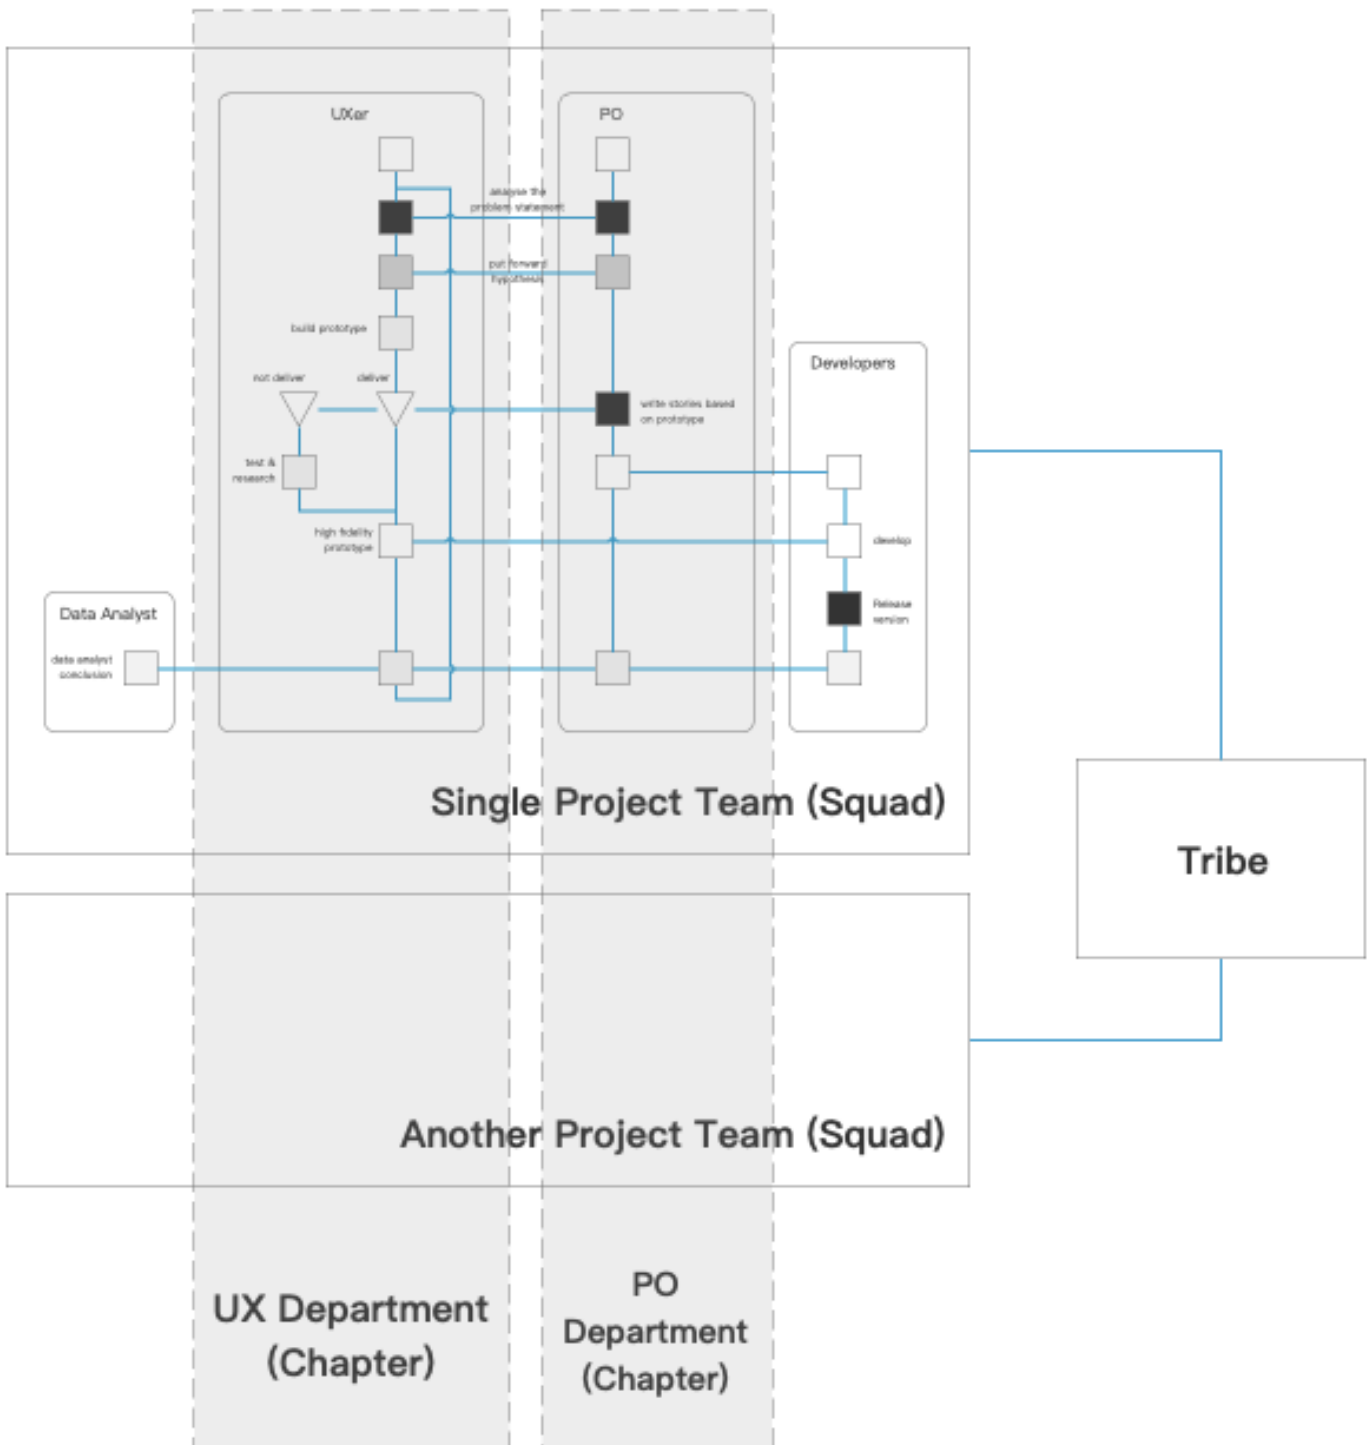 UXer
PO
analyse the
problem statement
put forward
hypothesis
build prototype
not deliver
deliver
write stories based
on prototype
Developers
test &
research
high fidelity
prototype
develop
Release
version
Data Analyst
data analyst
conclusion
Single Project Team (Squad)
Tribe
Another Project Team (Squad)
UX Department
(Chapter)
PO
Department
(Chapter)